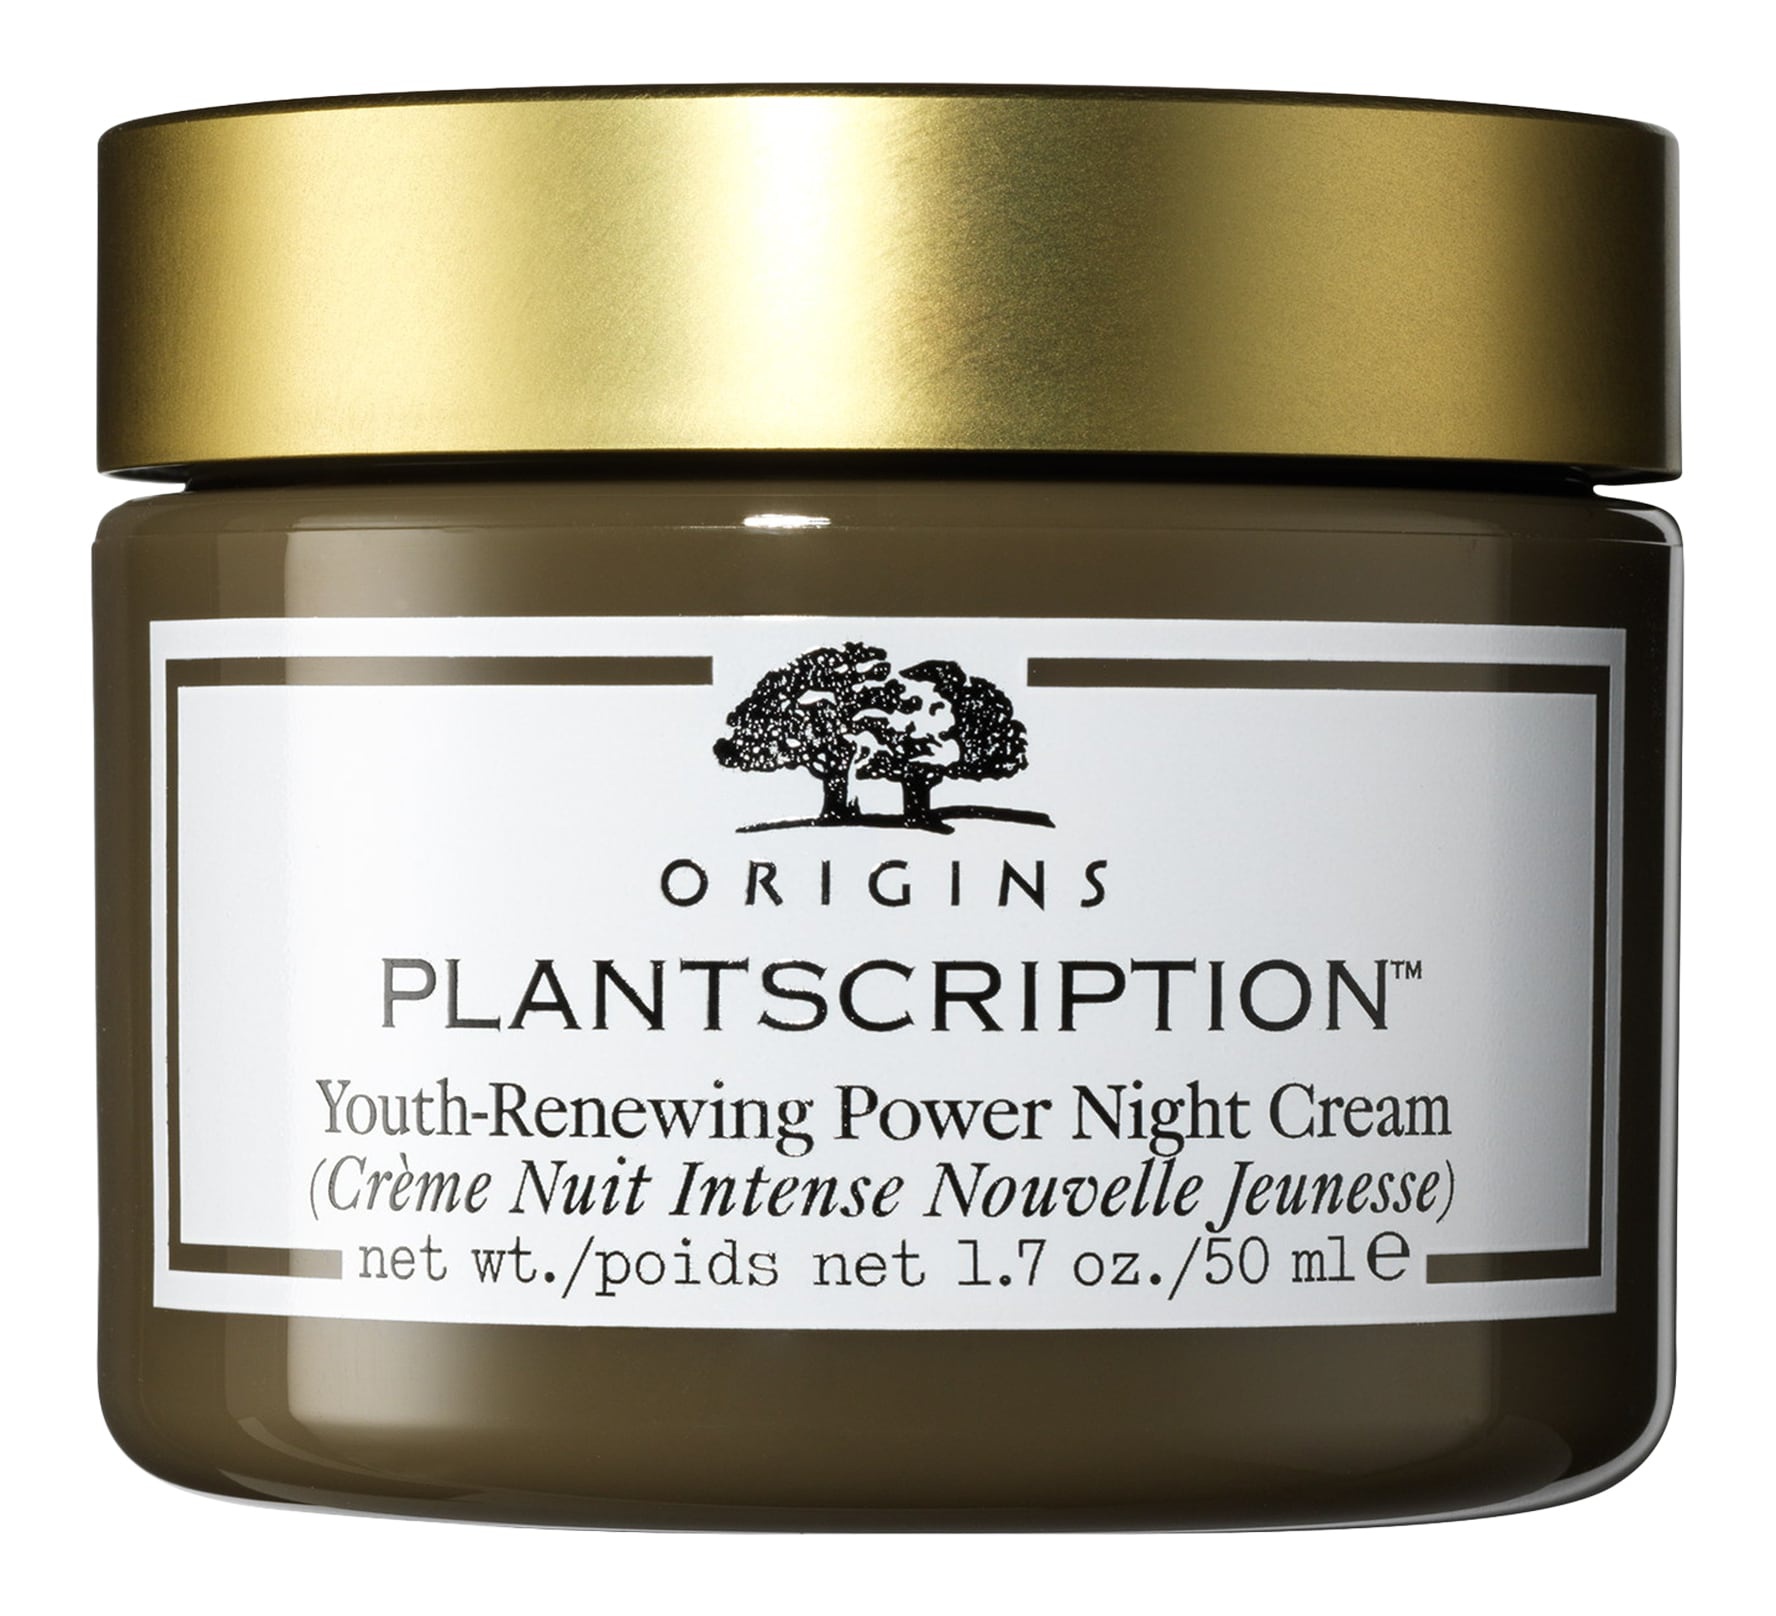 ORIGINS
PLANTSCRIPTION™
Youth-Renewing Power Night Cream
(Crème Nuit Intense Nouvelle Jeunesse)
net wt./poids net 1.7 oz./50 ml℮